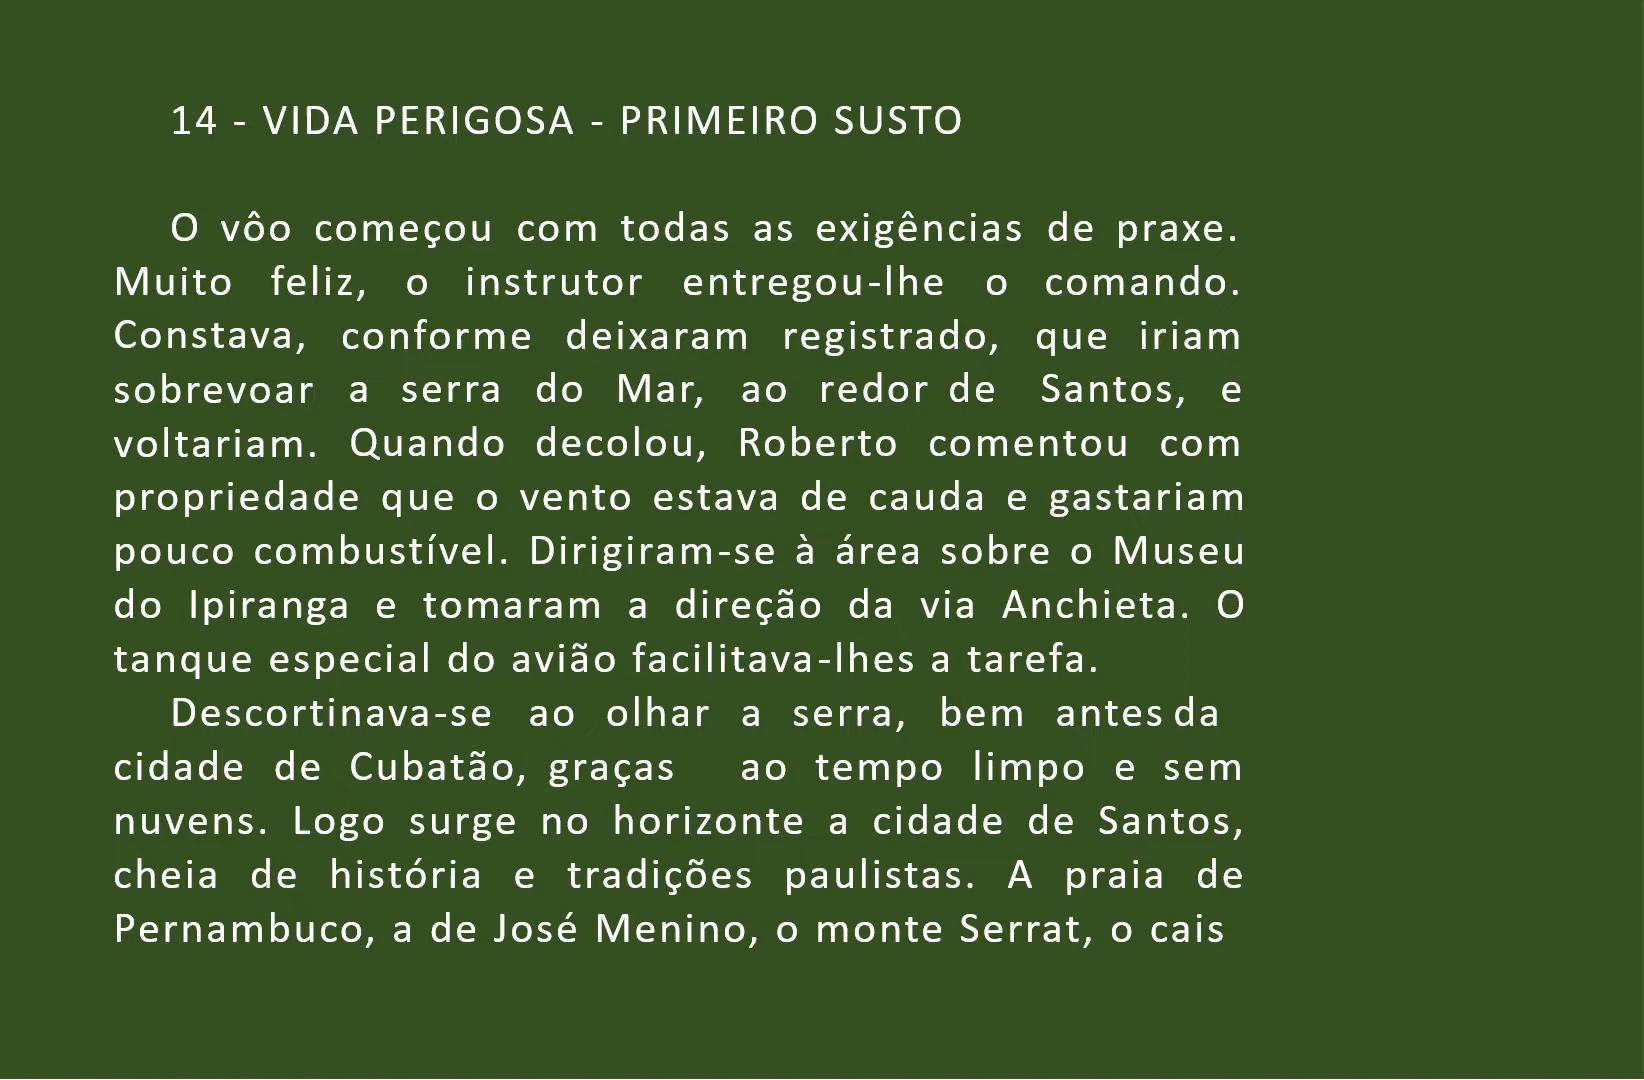 14 - VIDA PERIGOSA - PRIMEIRO SUSTO
O vôo começou com todas as exigências de praxe.
Muito feliz, o instrutor entregou-lhe o comando.
Constava, conforme deixaram registrado, que iriam
sobrevoar a serra do Mar, ao redor de Santos, e
voltariam. Quando decolou, Roberto comentou com
propriedade que o vento estava de cauda e gastariam
pouco combustível. Dirigiram-se à área sobre o Museu
do Ipiranga e tomaram a direção da via Anchieta. O
tanque especial do avião facilitava-lhes a tarefa.
Descortinava-se ao olhar a serra, bem antes da
cidade de Cubatão, graças ao tempo limpo e sem
nuvens. Logo surge no horizonte a cidade de Santos,
cheia de história e tradições paulistas. A praia de
Pernambuco, a de José Menino, o monte Serrat, o cais